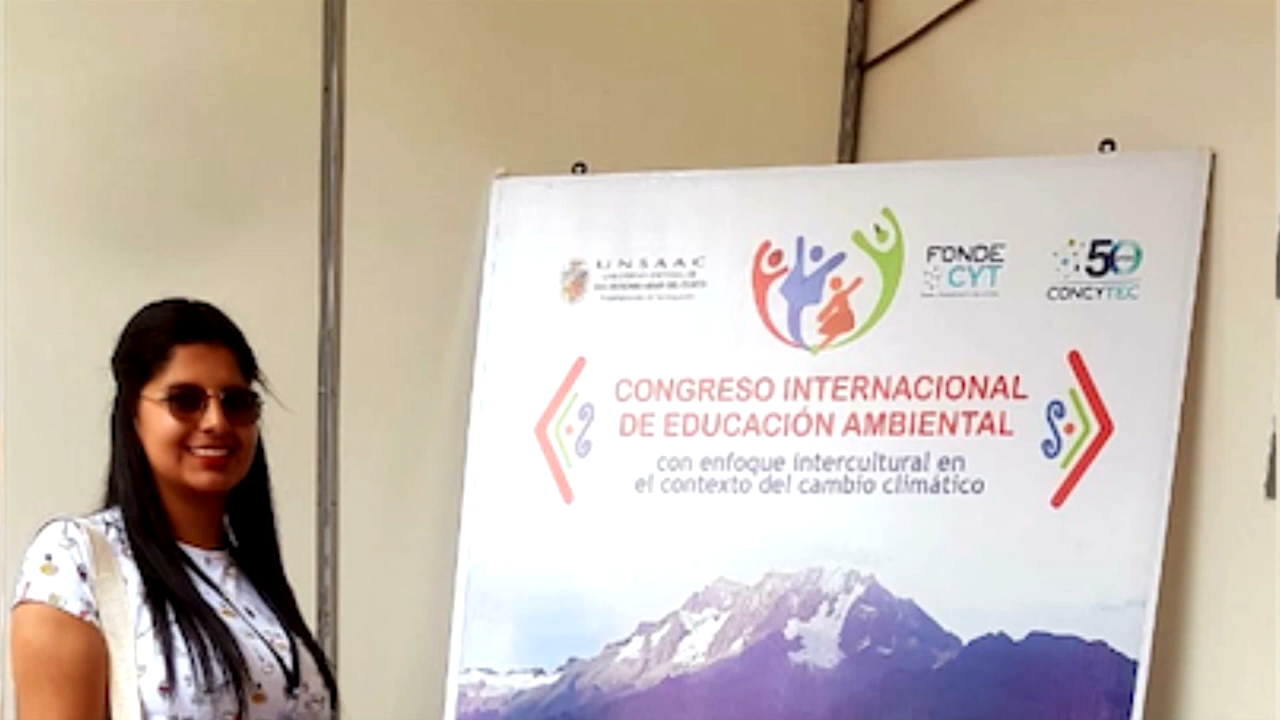 UNSAAC
FONDE
CYT
50
CONCYTEC
CONGRESO INTERNACIONAL
DE EDUCACIÓN AMBIENTAL
con enfoque intercultural en
el contexto del cambio climático